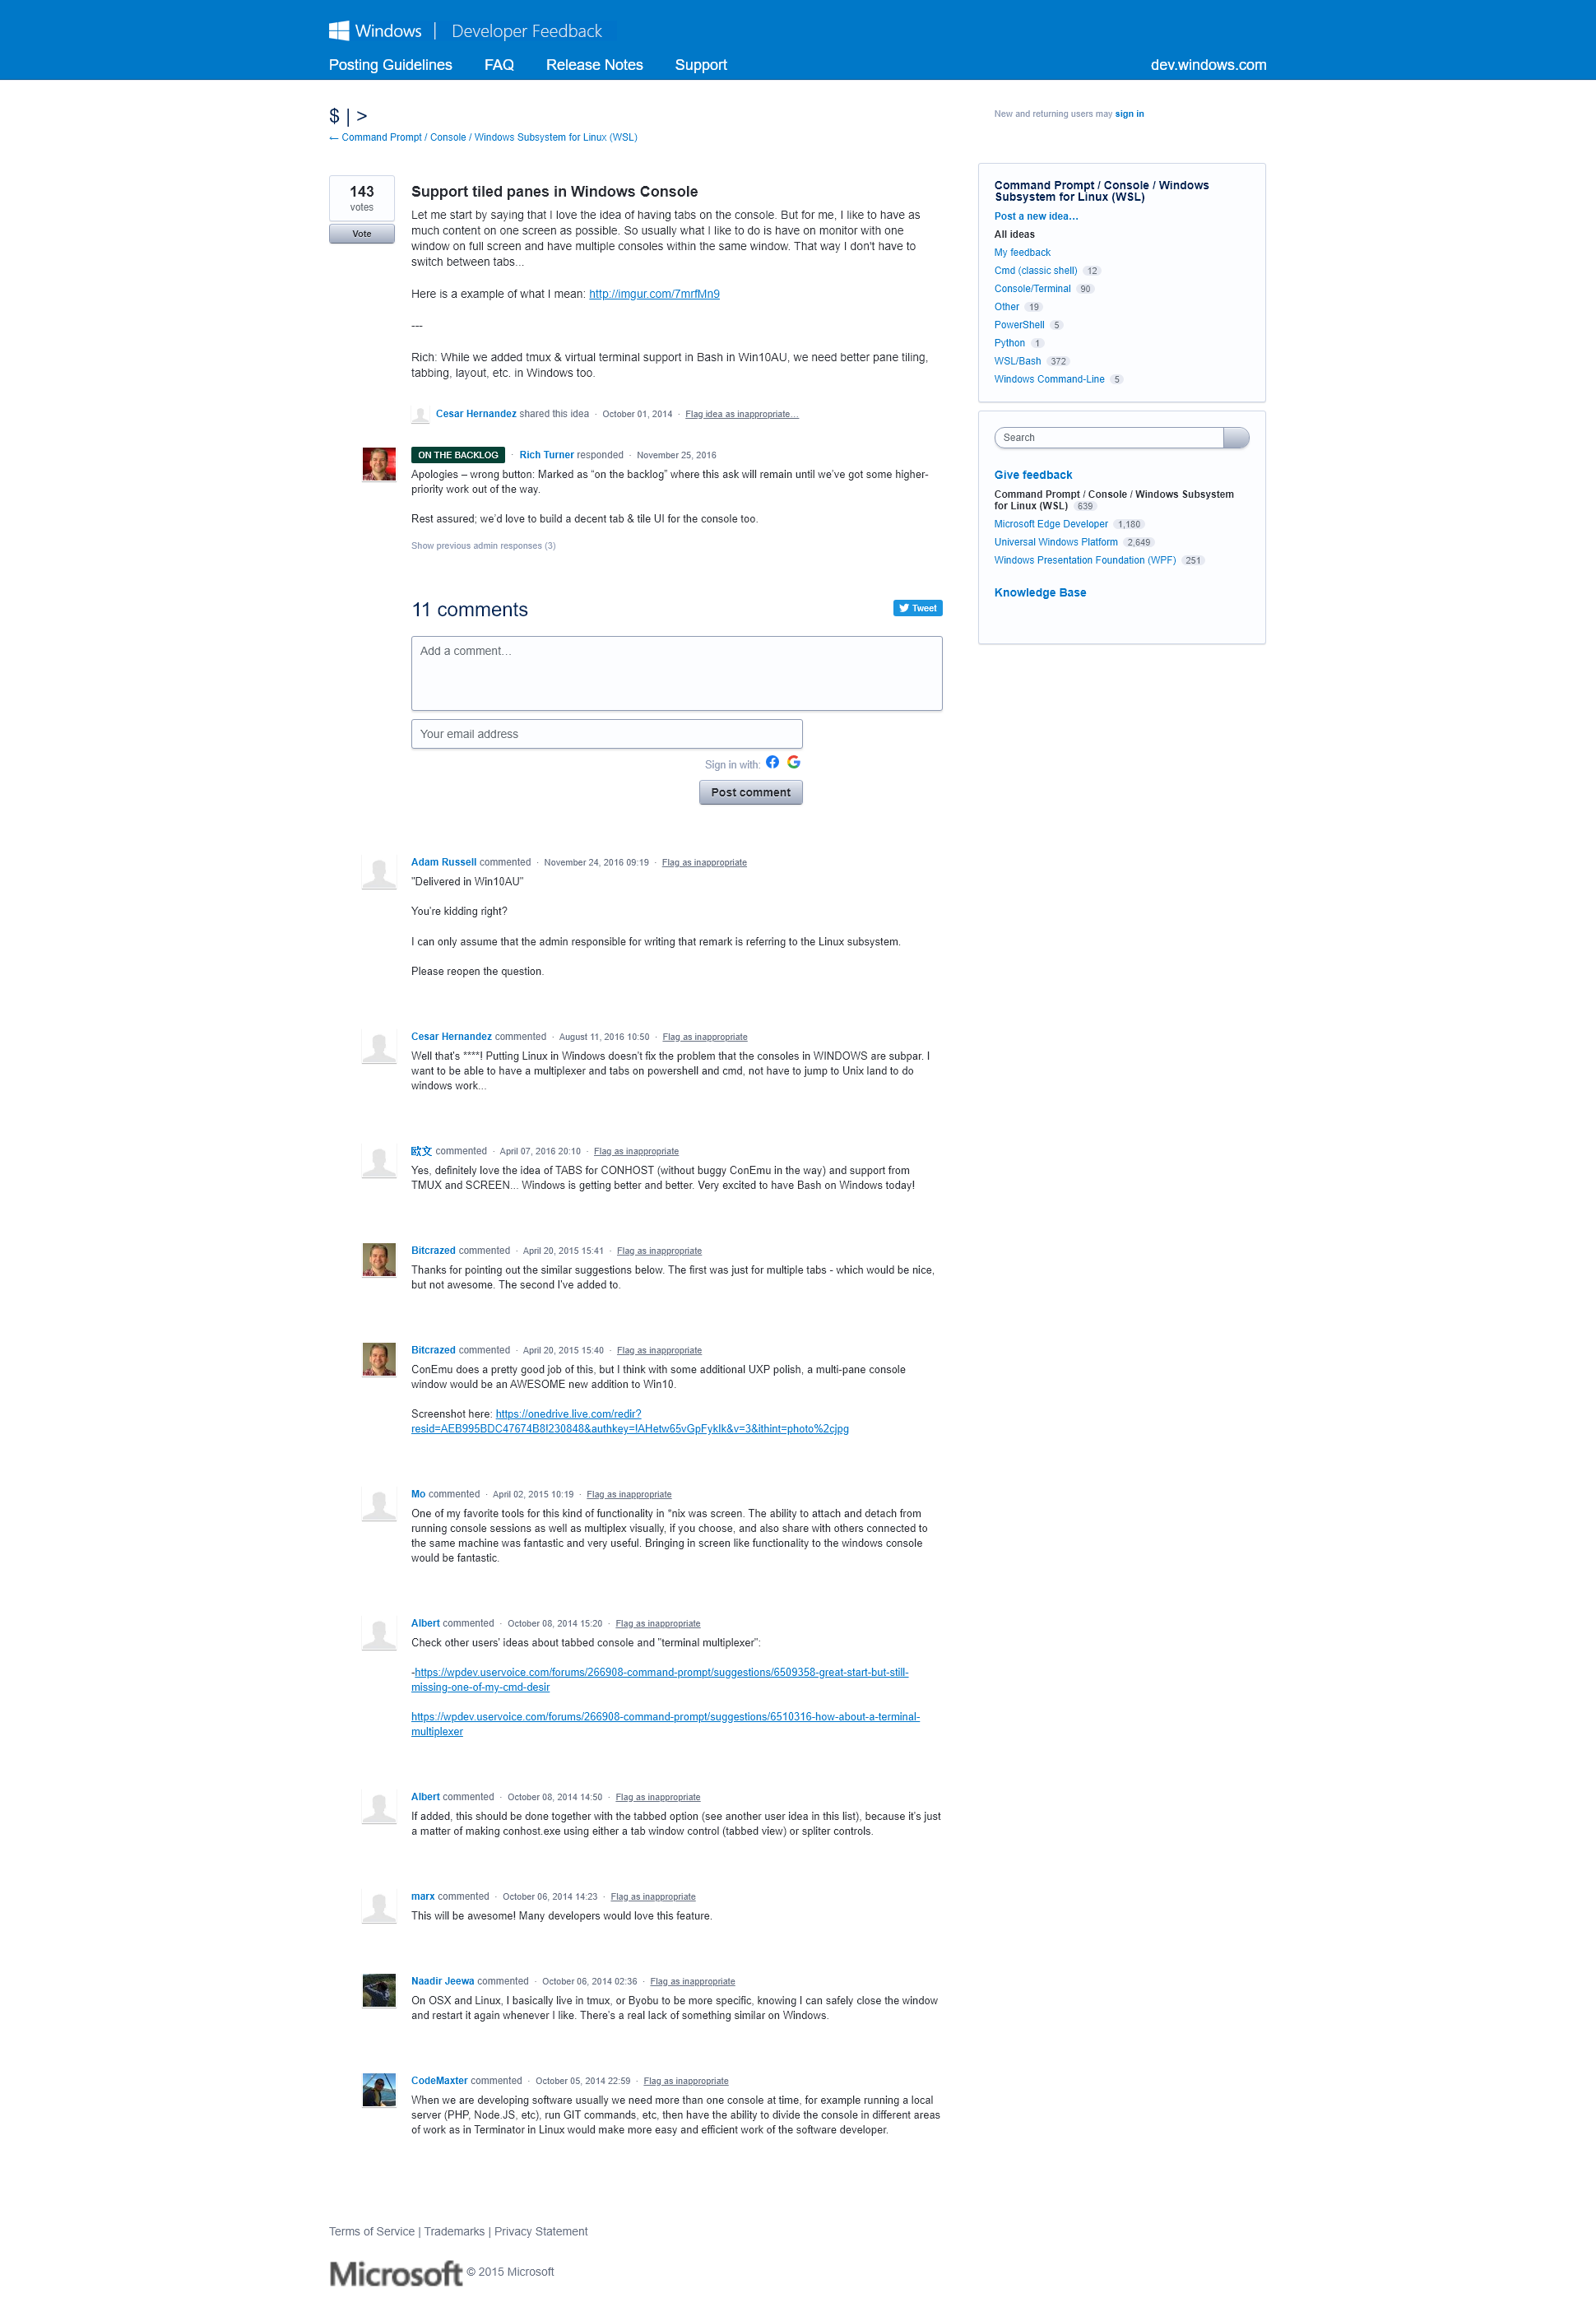 Windows | Developer Feedback
Posting Guidelines FAQ Release Notes Support dev.windows.com
$ | >
← Command Prompt / Console / Windows Subsystem for Linux (WSL)
New and returning users may sign in
143
votes
Vote
Support tiled panes in Windows Console
Let me start by saying that I love the idea of having tabs on the console. But for me, I like to have as
much content on one screen as possible. So usually what I like to do is have on monitor with one
window on full screen and have multiple consoles within the same window. That way I don't have to
switch between tabs...
Here is a example of what I mean: http://imgur.com/7mrfMn9
---
Rich: While we added tmux & virtual terminal support in Bash in Win10AU, we need better pane tiling,
tabbing, layout, etc. in Windows too.
Cesar Hernandez shared this idea · October 01, 2014 · Flag idea as inappropriate…
ON THE BACKLOG · Rich Turner responded · November 25, 2016
Apologies – wrong button: Marked as “on the backlog” where this ask will remain until we’ve got some higher-
priority work out of the way.
Rest assured; we’d love to build a decent tab & tile UI for the console too.
Show previous admin responses (3)
Command Prompt / Console / Windows
Subsystem for Linux (WSL)
Post a new idea…
All ideas
My feedback
Cmd (classic shell) 12
Console/Terminal 90
Other 19
PowerShell 5
Python 1
WSL/Bash 372
Windows Command-Line 5
Search
Give feedback
Command Prompt / Console / Windows Subsystem
for Linux (WSL) 639
Microsoft Edge Developer 1,180
Universal Windows Platform 2,649
Windows Presentation Foundation (WPF) 251
Knowledge Base
11 comments
Tweet
Add a comment…
Your email address
Sign in with:
Post comment
Adam Russell commented · November 24, 2016 09:19 · Flag as inappropriate
"Delivered in Win10AU"
You're kidding right?
I can only assume that the admin responsible for writing that remark is referring to the Linux subsystem.
Please reopen the question.
Cesar Hernandez commented · August 11, 2016 10:50 · Flag as inappropriate
Well that's ****! Putting Linux in Windows doesn't fix the problem that the consoles in WINDOWS are subpar. I
want to be able to have a multiplexer and tabs on powershell and cmd, not have to jump to Unix land to do
windows work...
欧文 commented · April 07, 2016 20:10 · Flag as inappropriate
Yes, definitely love the idea of TABS for CONHOST (without buggy ConEmu in the way) and support from
TMUX and SCREEN... Windows is getting better and better. Very excited to have Bash on Windows today!
Bitcrazed commented · April 20, 2015 15:41 · Flag as inappropriate
Thanks for pointing out the similar suggestions below. The first was just for multiple tabs - which would be nice,
but not awesome. The second I've added to.
Bitcrazed commented · April 20, 2015 15:40 · Flag as inappropriate
ConEmu does a pretty good job of this, but I think with some additional UXP polish, a multi-pane console
window would be an AWESOME new addition to Win10.
Screenshot here: https://onedrive.live.com/redir?
resid=AEB995BDC47674B8!230848&authkey=!AHetw65vGpFyklk&v=3&ithint=photo%2cjpg
Mo commented · April 02, 2015 10:19 · Flag as inappropriate
One of my favorite tools for this kind of functionality in *nix was screen. The ability to attach and detach from
running console sessions as well as multiplex visually, if you choose, and also share with others connected to
the same machine was fantastic and very useful. Bringing in screen like functionality to the windows console
would be fantastic.
Albert commented · October 08, 2014 15:20 · Flag as inappropriate
Check other users' ideas about tabbed console and "terminal multiplexer":
-https://wpdev.uservoice.com/forums/266908-command-prompt/suggestions/6509358-great-start-but-still-
missing-one-of-my-cmd-desir
https://wpdev.uservoice.com/forums/266908-command-prompt/suggestions/6510316-how-about-a-terminal-
multiplexer
Albert commented · October 08, 2014 14:50 · Flag as inappropriate
If added, this should be done together with the tabbed option (see another user idea in this list), because it's just
a matter of making conhost.exe using either a tab window control (tabbed view) or spliter controls.
marx commented · October 06, 2014 14:23 · Flag as inappropriate
This will be awesome! Many developers would love this feature.
Naadir Jeewa commented · October 06, 2014 02:36 · Flag as inappropriate
On OSX and Linux, I basically live in tmux, or Byobu to be more specific, knowing I can safely close the window
and restart it again whenever I like. There's a real lack of something similar on Windows.
CodeMaxter commented · October 05, 2014 22:59 · Flag as inappropriate
When we are developing software usually we need more than one console at time, for example running a local
server (PHP, Node.JS, etc), run GIT commands, etc, then have the ability to divide the console in different areas
of work as in Terminator in Linux would make more easy and efficient work of the software developer.
Terms of Service | Trademarks | Privacy Statement
Microsoft © 2015 Microsoft